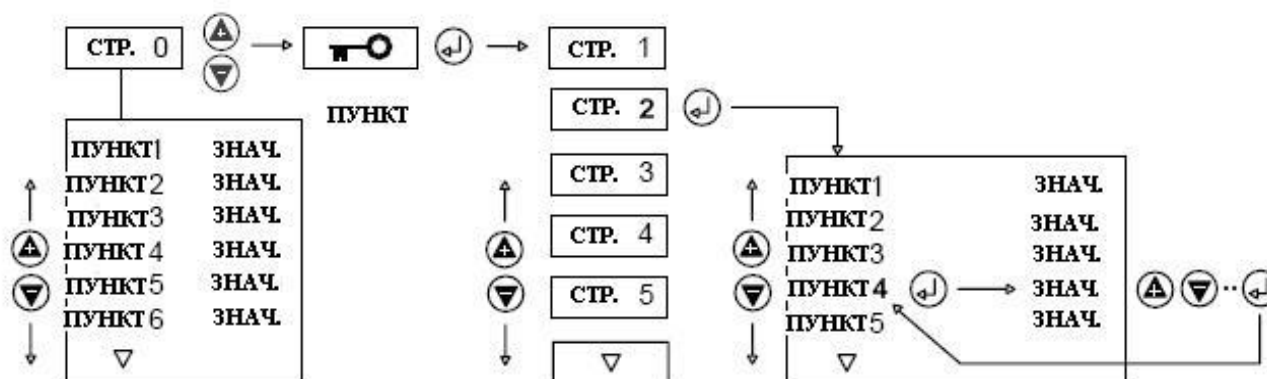 СТР. 0
ПУНКТ
ПУНКТ1 ЗНАЧ.
ПУНКТ2 ЗНАЧ.
ПУНКТ3 ЗНАЧ.
ПУНКТ4 ЗНАЧ.
ПУНКТ5 ЗНАЧ.
ПУНКТ6 ЗНАЧ.
СТР. 1
СТР. 2
СТР. 3
СТР. 4
СТР. 5
ПУНКТ1 ЗНАЧ.
ПУНКТ2 ЗНАЧ.
ПУНКТ3 ЗНАЧ.
ПУНКТ4 ЗНАЧ.
ПУНКТ5 ЗНАЧ.